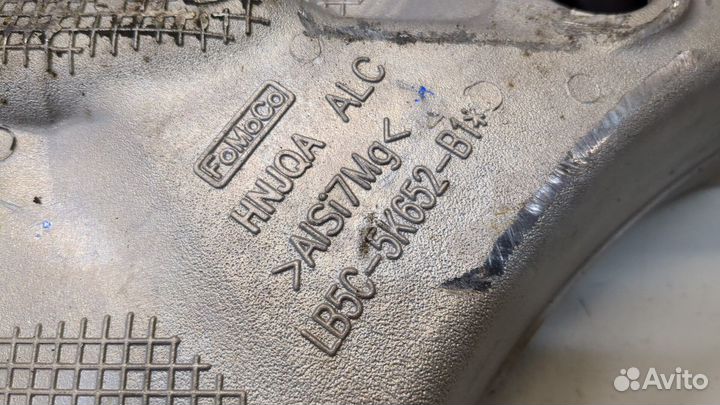 FoMoCo
HNJQA ALC
>AlSi7Mg<
LB5C-5K652-B1*
Avito